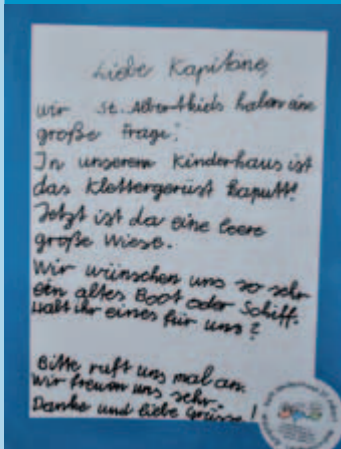 Liebe Kapitäne,
wir St. Albertkids haben eine
große Frage:
In unserem Kinderhaus ist
das Klettergerüst kaputt!
Jetzt ist da eine leere
große Wiese.
Wir wünschen uns so sehr
ein altes Boot oder Schiff.
Habt ihr eines für uns?
Bitte ruft uns mal an.
Wir freuen uns sehr.
Danke und liebe Grüsse!